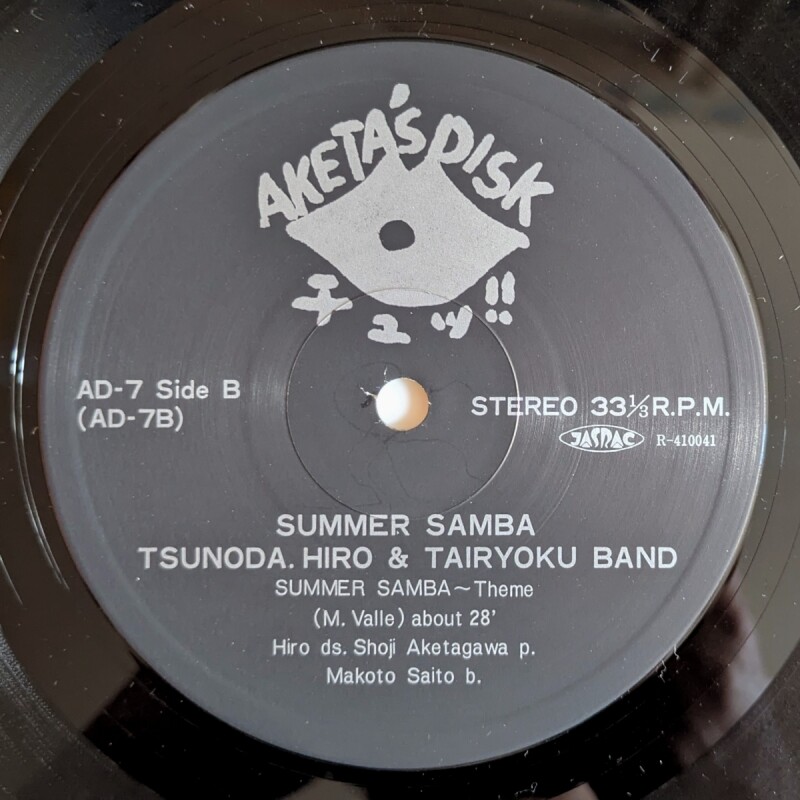 AKETA'S DISK
チュッ!!
AD-7 Side B
(AD-7B)
STEREO 33⅓R.P.M.
JASRAC R-410041
SUMMER SAMBA
TSUNODA.HIRO & TAIRYOKU BAND
SUMMER SAMBA~Theme
(M. Valle) about 28'
Hiro ds. Shoji Aketagawa p.
Makoto Saito b.